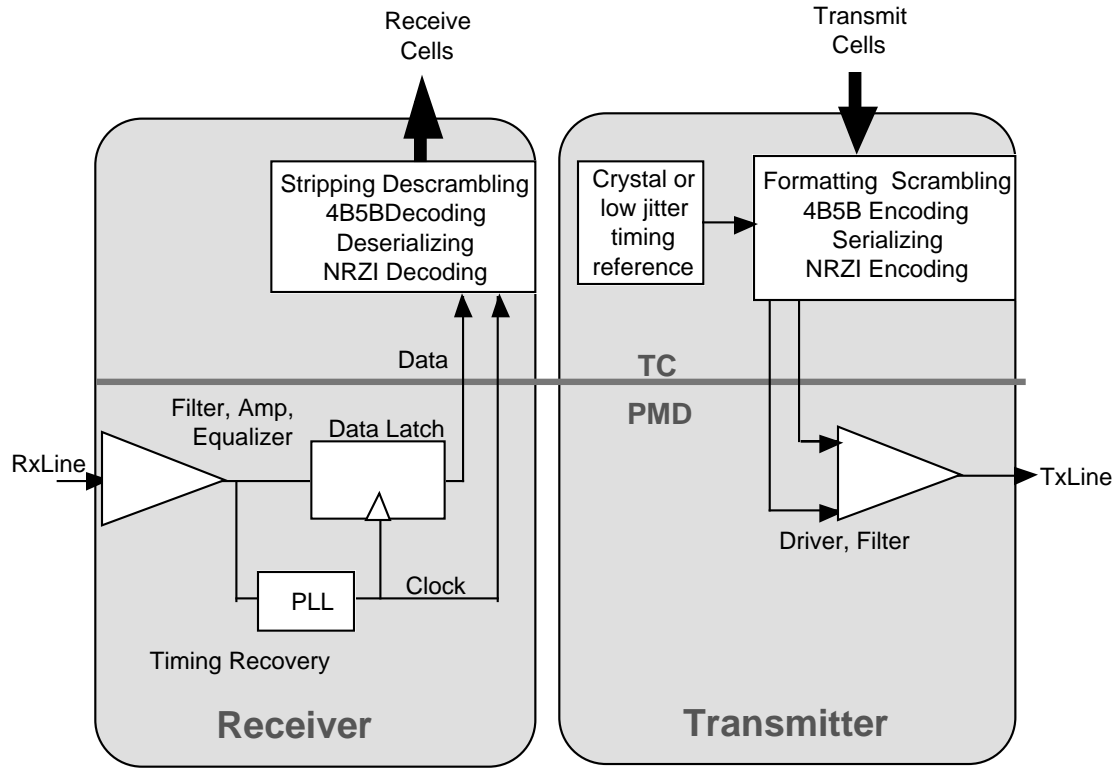 Receive
Cells
Transmit
Cells
Stripping Descrambling
4B5BDecoding
Deserializing
NRZI Decoding
Crystal or
low jitter
timing
reference
Formatting Scrambling
4B5B Encoding
Serializing
NRZI Encoding
Data
TC
PMD
Filter, Amp,
Equalizer
Data Latch
RxLine
TxLine
Driver, Filter
PLL
Clock
Timing Recovery
Receiver
Transmitter